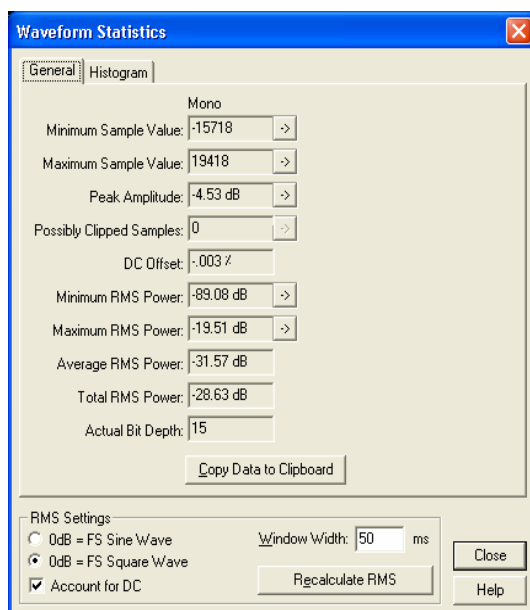 Waveform Statistics
General Histogram
Mono
Minimum Sample Value: -15718 ->
Maximum Sample Value: 19418 ->
Peak Amplitude: -4.53 dB ->
Possibly Clipped Samples: 0 ->
DC Offset: -.003 %
Minimum RMS Power: -89.08 dB ->
Maximum RMS Power: -19.51 dB ->
Average RMS Power: -31.57 dB
Total RMS Power: -28.63 dB
Actual Bit Depth: 15
Copy Data to Clipboard
RMS Settings
0dB = FS Sine Wave
Window Width: 50 ms
0dB = FS Square Wave
Account for DC
Recalculate RMS
Close
Help